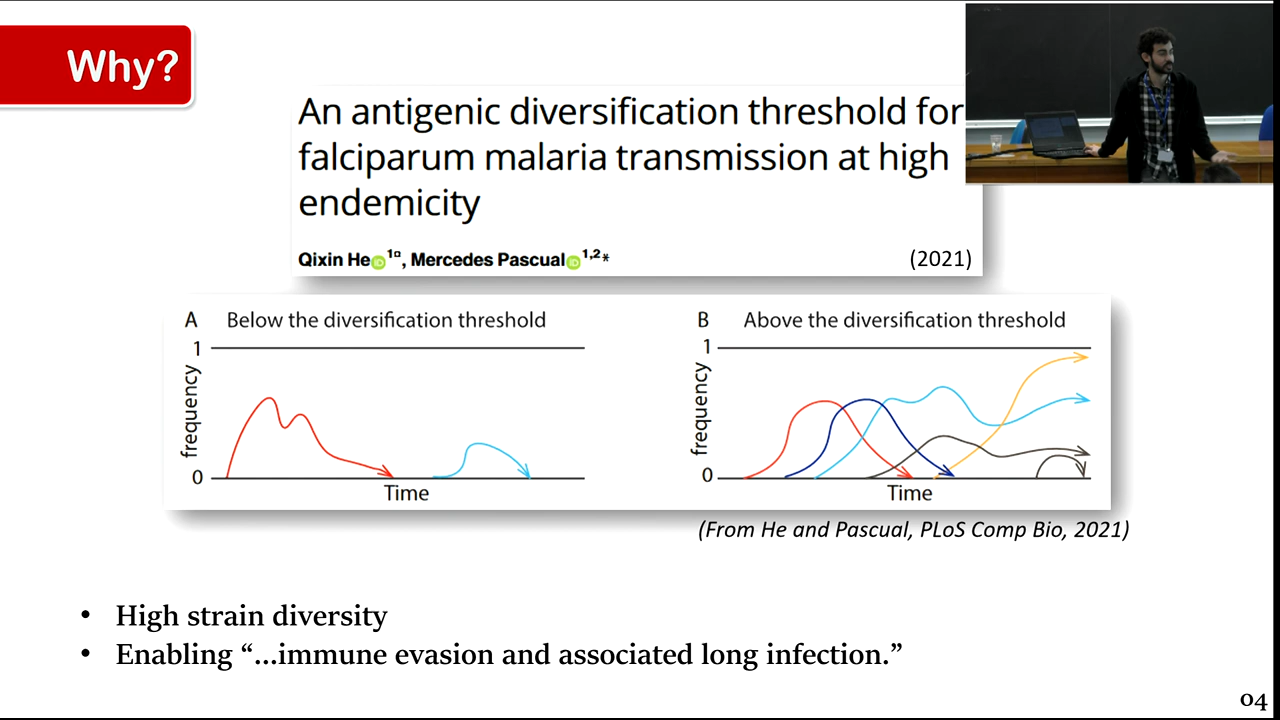 Why?
An antigenic diversification threshold for
falciparum malaria transmission at high
endemicity
Qixin He 1¤, Mercedes Pascual 1,2* (2021)
A Below the diversification threshold
1
frequency
0
Time
B Above the diversification threshold
1
frequency
0
Time
(From He and Pascual, PLoS Comp Bio, 2021)
• High strain diversity
• Enabling “...immune evasion and associated long infection.”
04